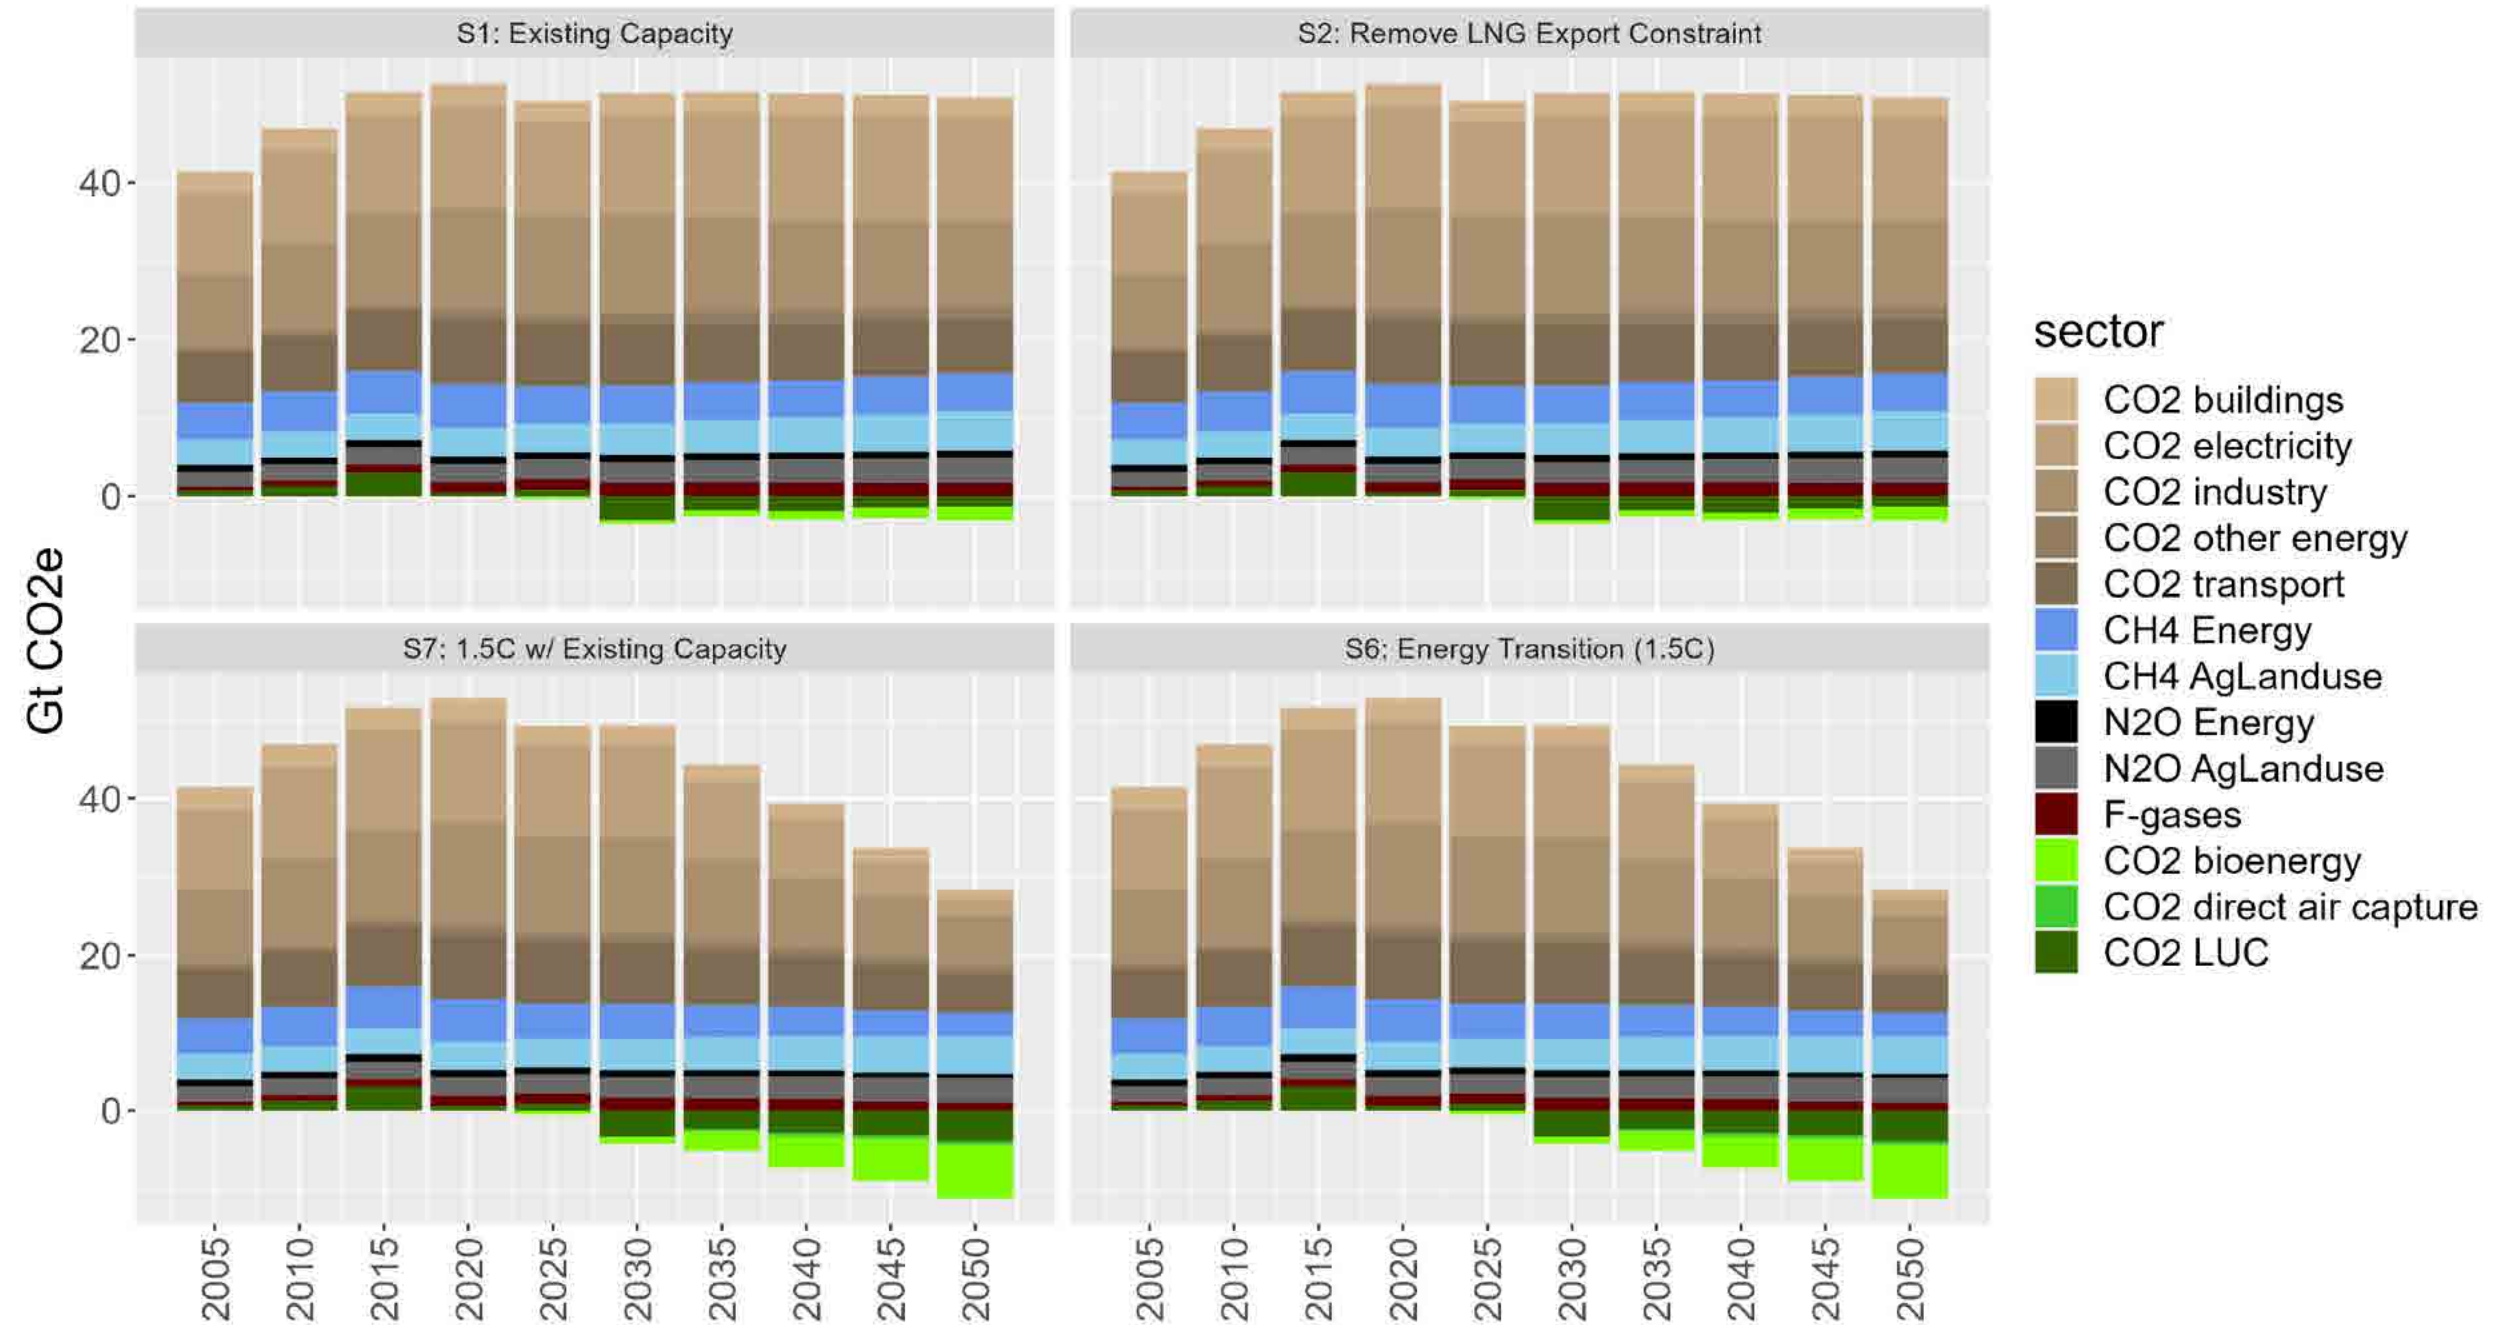 S1: Existing Capacity
S2: Remove LNG Export Constraint
40
20
0
S7: 1.5C w/ Existing Capacity
S6: Energy Transition (1.5C)
40
20
0
Gt CO2e
2005 2010 2015 2020 2025 2030 2035 2040 2045 2050
2005 2010 2015 2020 2025 2030 2035 2040 2045 2050
sector
CO2 buildings
CO2 electricity
CO2 industry
CO2 other energy
CO2 transport
CH4 Energy
CH4 AgLanduse
N2O Energy
N2O AgLanduse
F-gases
CO2 bioenergy
CO2 direct air capture
CO2 LUC